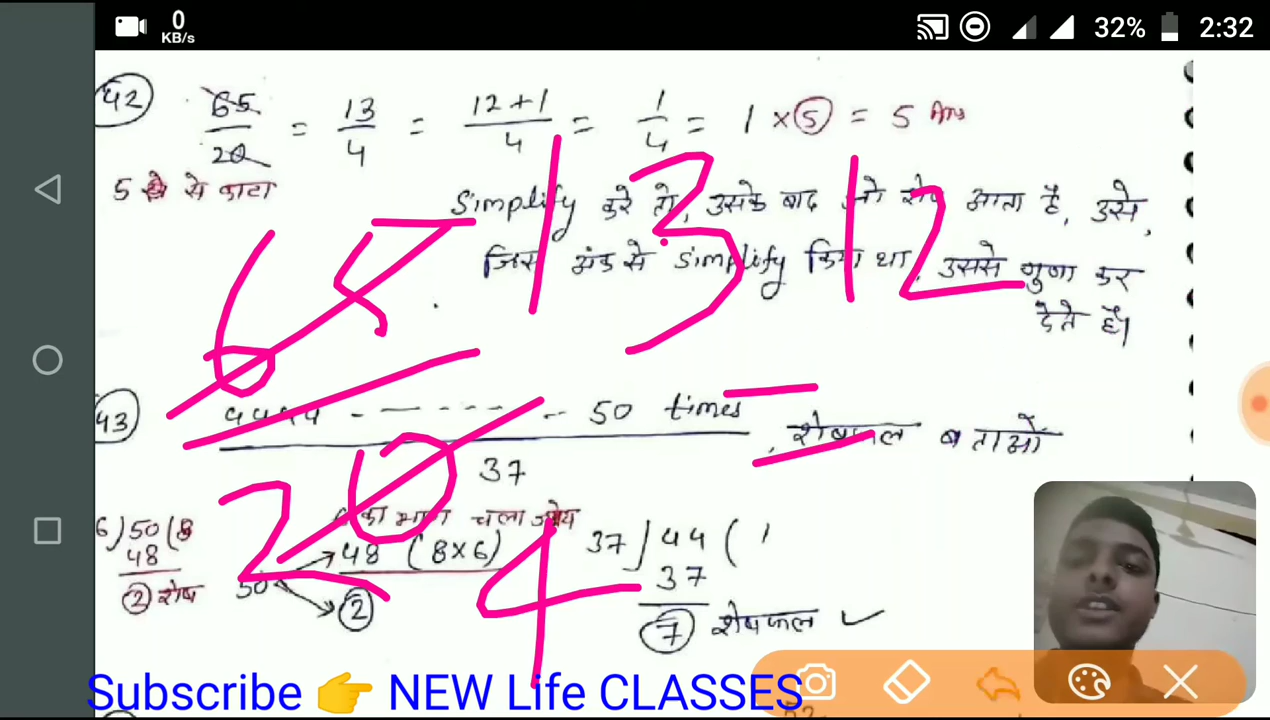 0
KB/s
32% 2:32
42 65/20 = 13/4 = 12+1/4 = 1/4 = 1 × 5 = 5 Ans
5 से काटा
Simplify करे तो, उसके बाद जो शेष आता है, उसे,
जिस अंक से simplify किया था, उससे गुणा कर
देते हैं।
65 13 12
43 4444 - - - - - - 50 times / 37 , शेषफल बताओ
20 4
का भाग चला
6 ) 50 ( 8
48
2 शेष
50 48 ( 8×6 )
2
37 ) 44 ( 1
37
7 शेषफल ✓
Subscribe 👉 NEW Life CLASSES